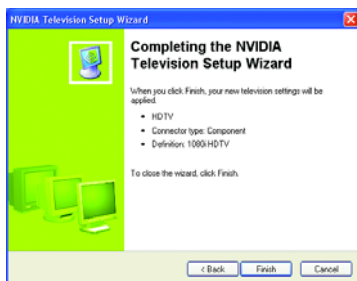 NVIDIA Television Setup Wizard
Completing the NVIDIA
Television Setup Wizard
When you click Finish, your new television settings will be
applied.
• HDTV
• Connector type: Component
• Definition: 1080i HDTV
To close the wizard, click Finish.
< Back
Finish
Cancel